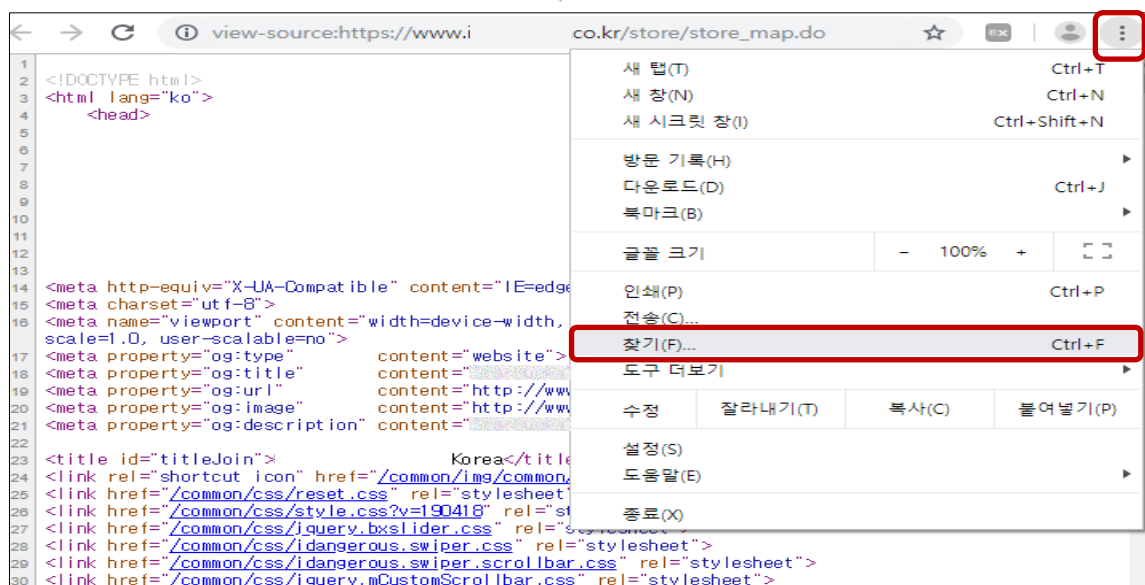 view-source:https://www.i co.kr/store/store_map.do EX
새 탭(T) Ctrl+T
새 창(N) Ctrl+N
새 시크릿 창(I) Ctrl+Shift+N
방문 기록(H)
다운로드(D) Ctrl+J
북마크(B)
글꼴 크기 - 100% +
인쇄(P) Ctrl+P
전송(C)...
찾기(F)... Ctrl+F
도구 더보기
수정 잘라내기(T) 복사(C) 붙여넣기(P)
설정(S)
도움말(E)
종료(X)
1
2 <!DOCTYPE html>
3 <html lang="ko">
4 <head>
5
6
7
8
9
10
11
12
13
14 <meta http-equiv="X-UA-Compatible" content="IE=edge
15 <meta charset="utf-8">
16 <meta name="viewport" content="width=device-width,
scale=1.0, user-scalable=no">
17 <meta property="og:type" content="website">
18 <meta property="og:title" content="
19 <meta property="og:url" content="http://www
20 <meta property="og:image" content="http://www
21 <meta property="og:description" content="
22
23 <title id="titleJoin"> Korea</title
24 <link rel="shortcut icon" href="/common/img/common/
25 <link href="/common/css/reset.css" rel="stylesheet"
26 <link href="/common/css/style.css?v=190418" rel="st
27 <link href="/common/css/jquery.bxslider.css" rel="stylesheet">
28 <link href="/common/css/idangerous.swiper.css" rel="stylesheet">
29 <link href="/common/css/idangerous.swiper.scrollbar.css" rel="stylesheet">
30 <link href="/common/css/jquery.mCustomScrollbar.css" rel="stylesheet">